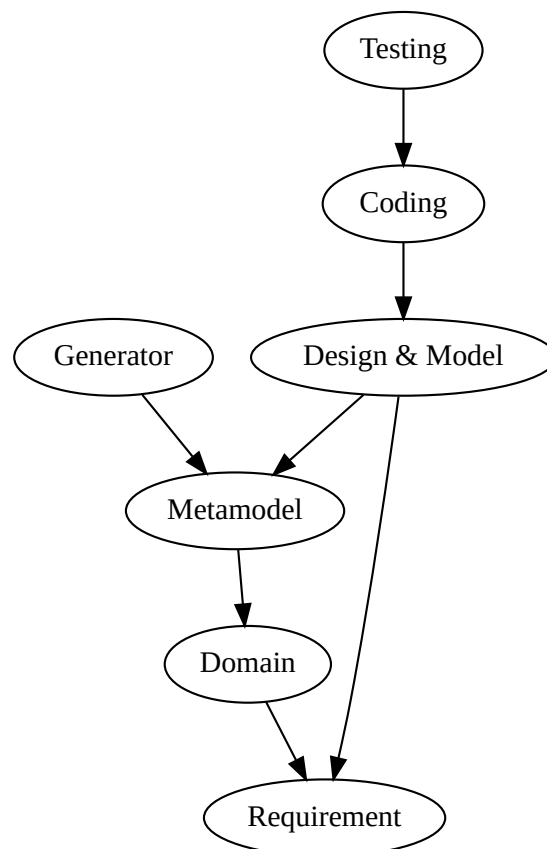 Testing
Coding
Generator
Design & Model
Metamodel
Domain
Requirement